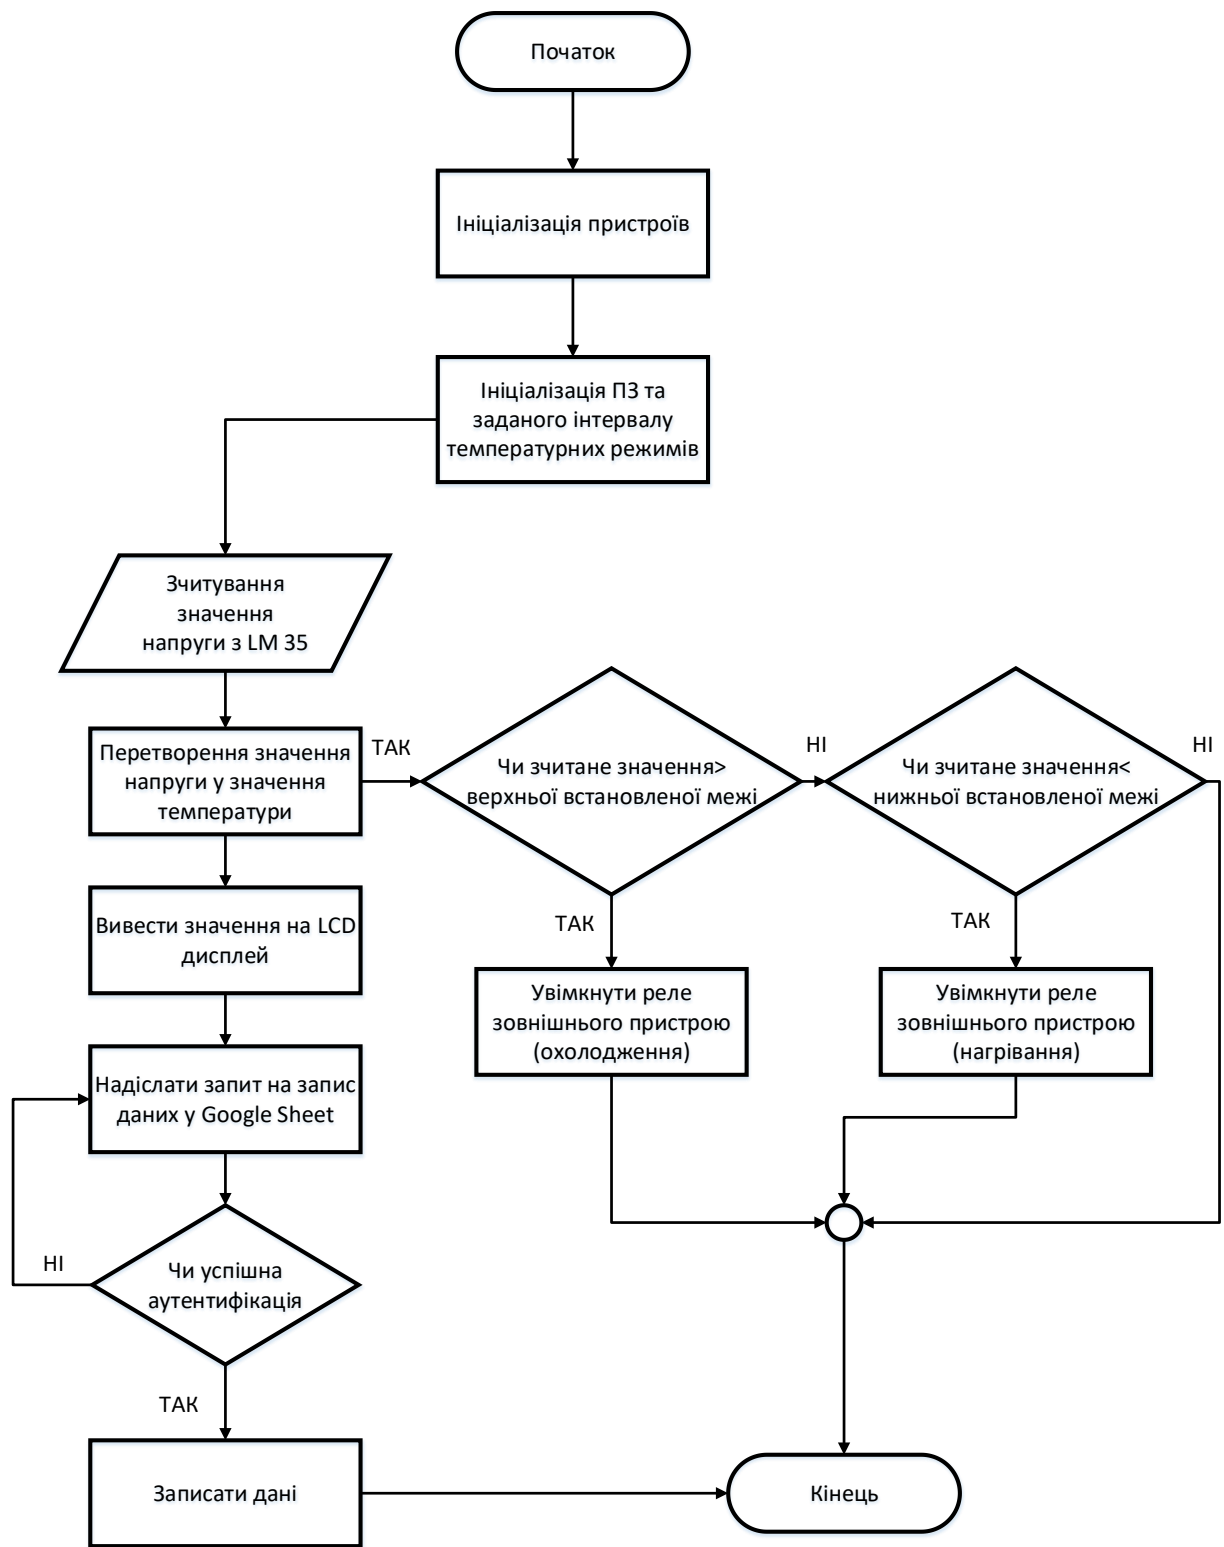 Початок
Ініціалізація пристроїв
Ініціалізація ПЗ та
заданого інтервалу
температурних режимів
Зчитування
значення
напруги з LM 35
Перетворення значення
напруги у значення
температури
ТАК
Чи зчитане значення>
верхньої встановленої межі
НІ
Чи зчитане значення<
нижньої встановленої межі
НІ
Вивести значення на LCD
дисплей
ТАК
Увімкнути реле
зовнішнього пристрою
(охолодження)
ТАК
Увімкнути реле
зовнішнього пристрою
(нагрівання)
Надіслати запит на запис
даних у Google Sheet
НІ
Чи успішна
аутентифікація
ТАК
Записати дані
Кінець